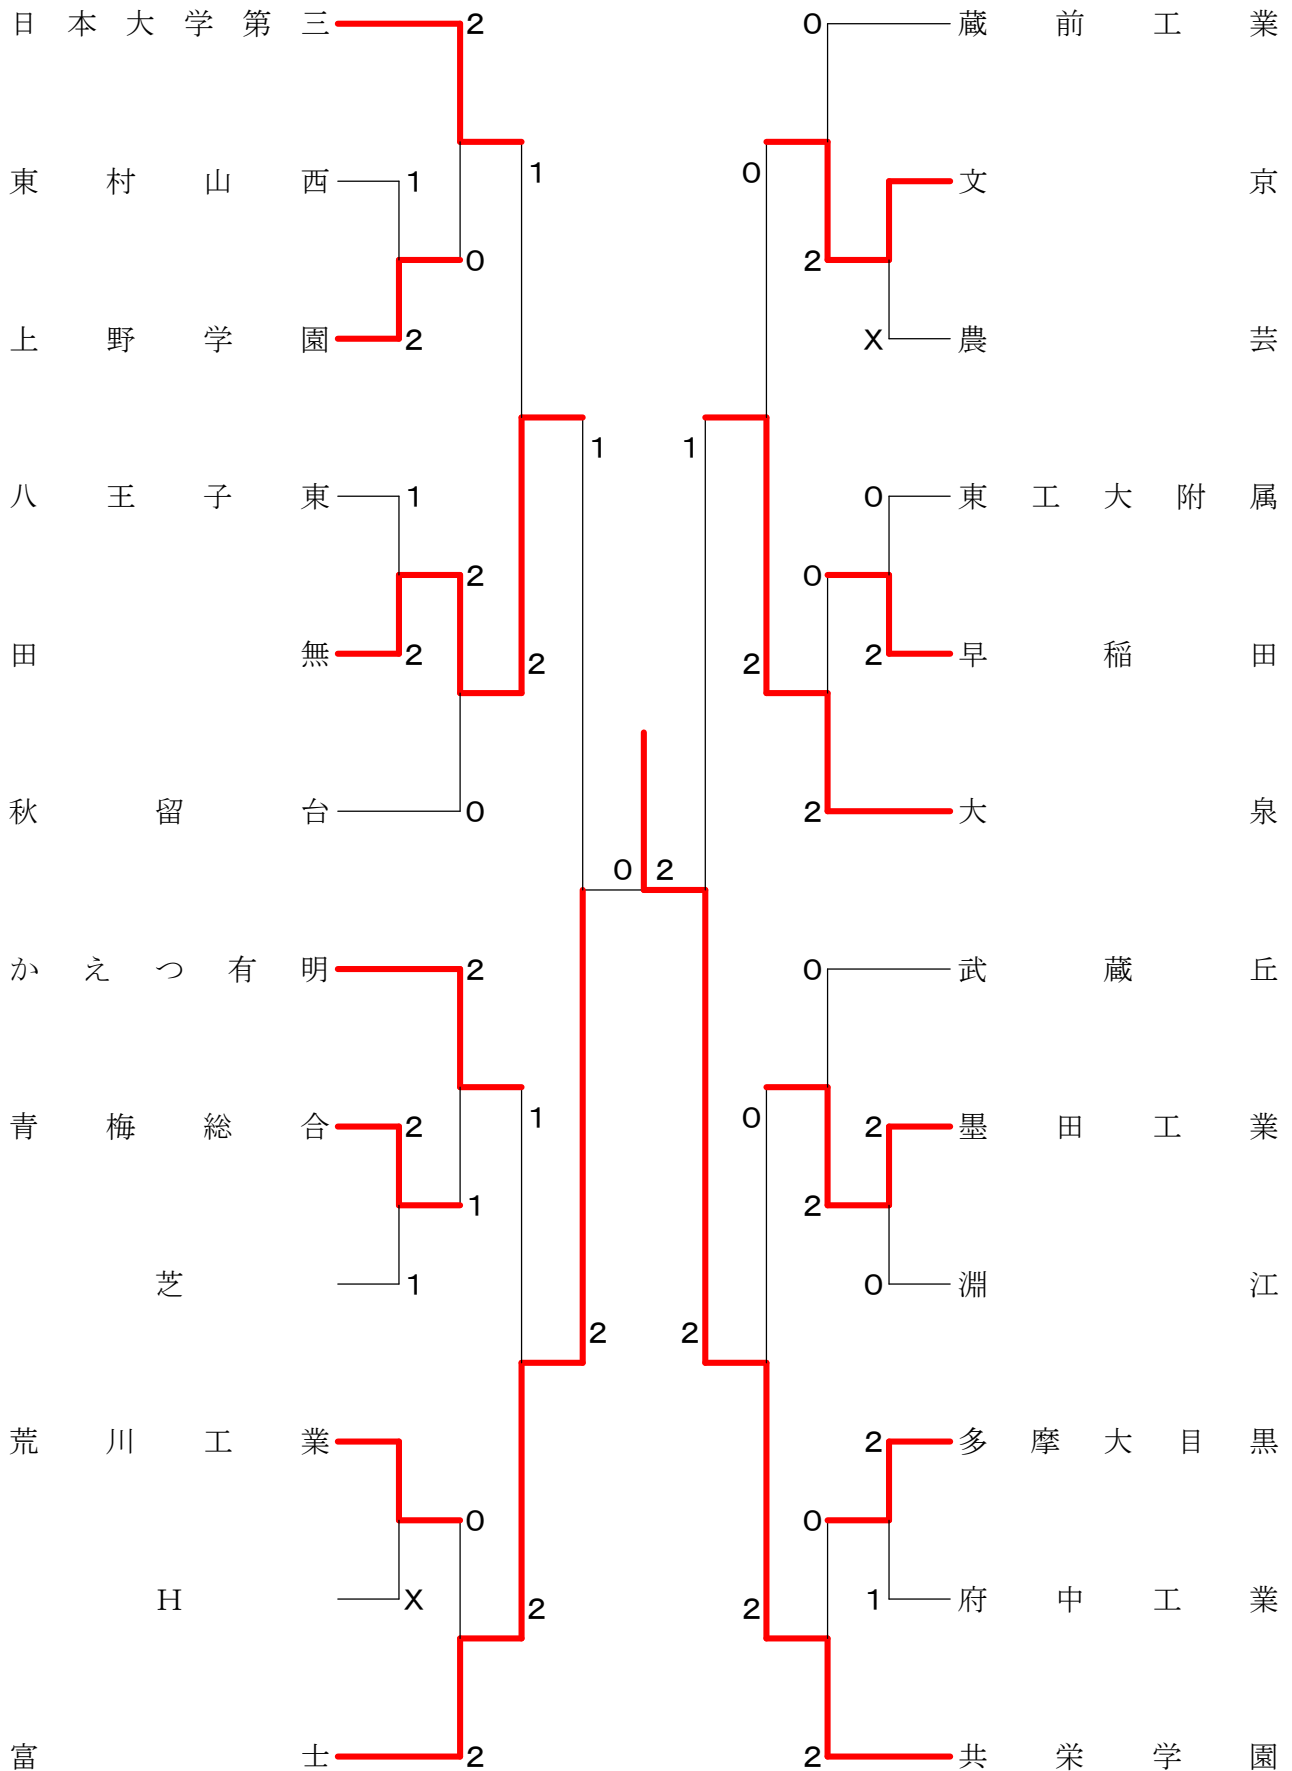 日本大学第三 2 0 蔵前工業
1 0
東村山西 1 文京
0 2
上野学園 2 X 農芸
1 1
八王子東 1 0 東工大附属
2 0
田無 2 2 2 2 早稲田
秋留台 0 2 大泉
0 2
かえつ有明 2 0 武蔵丘
1 0
青梅総合 2 2 墨田工業
1 2
芝 1 0 淵江
2 2
荒川工業 2 多摩大目黒
0 0
H X 2 2 1 府中工業
富士 2 2 共栄学園